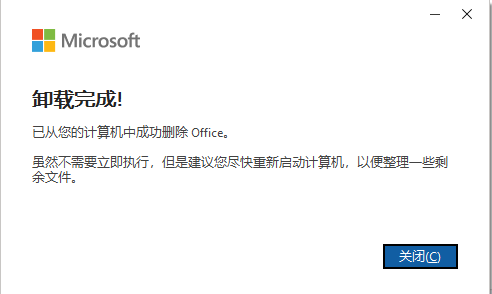 Microsoft
卸载完成!
已从您的计算机中成功删除 Office。
虽然不需要立即执行，但是建议您尽快重新启动计算机，以便整理一些剩
余文件。
关闭(C)